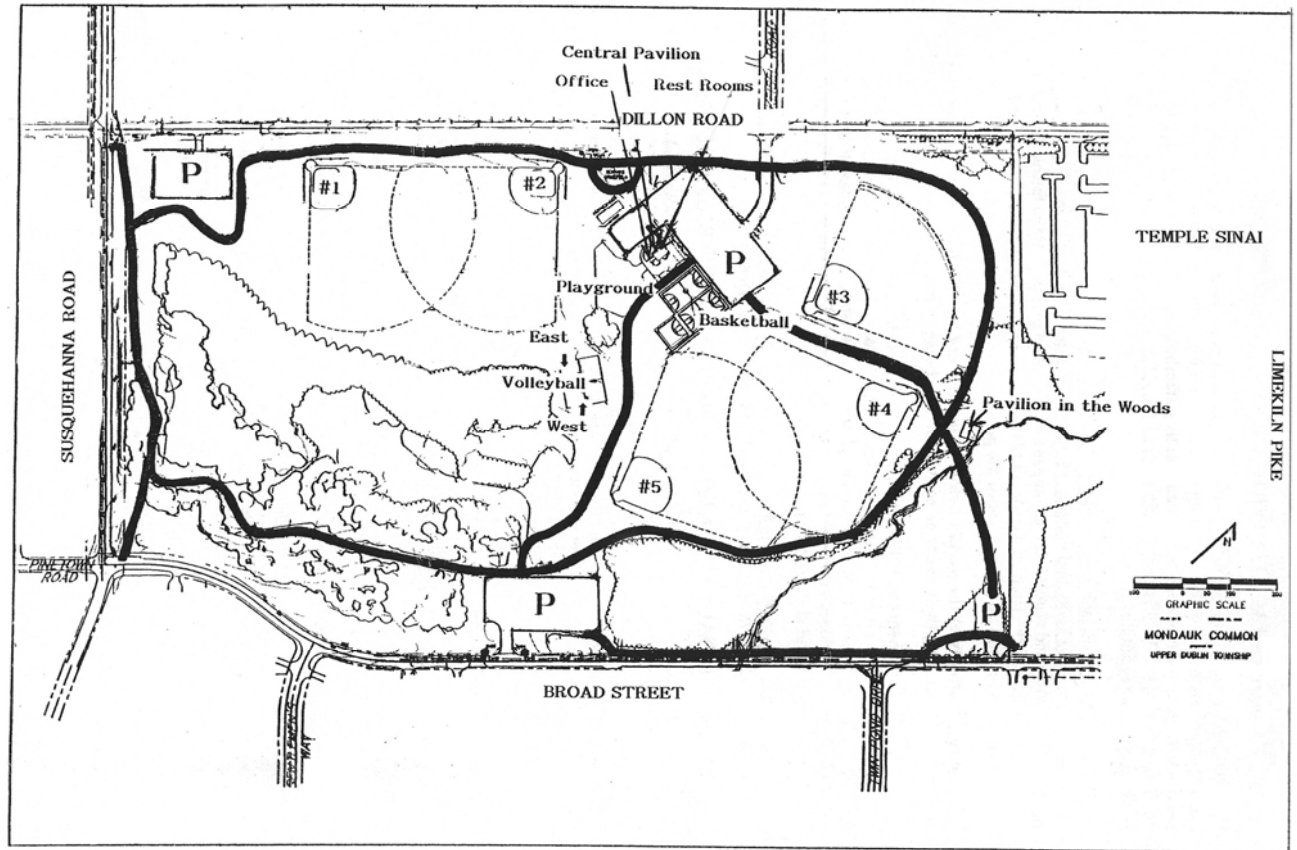 Central Pavilion
Office
Rest Rooms
DILLON ROAD
P
#1
#2
TEMPLE SINAI
P
Playground
#3
Basketball
East
Volleyball
West
#4
Pavilion in the Woods
SUSQUEHANNA ROAD
LIMEKILN PIKE
#5
N
PINETOWN
ROAD
P
P
GRAPHIC SCALE
MONDAUK COMMON
UPPER DUBLIN TOWNSHIP
BROAD STREET
WAY